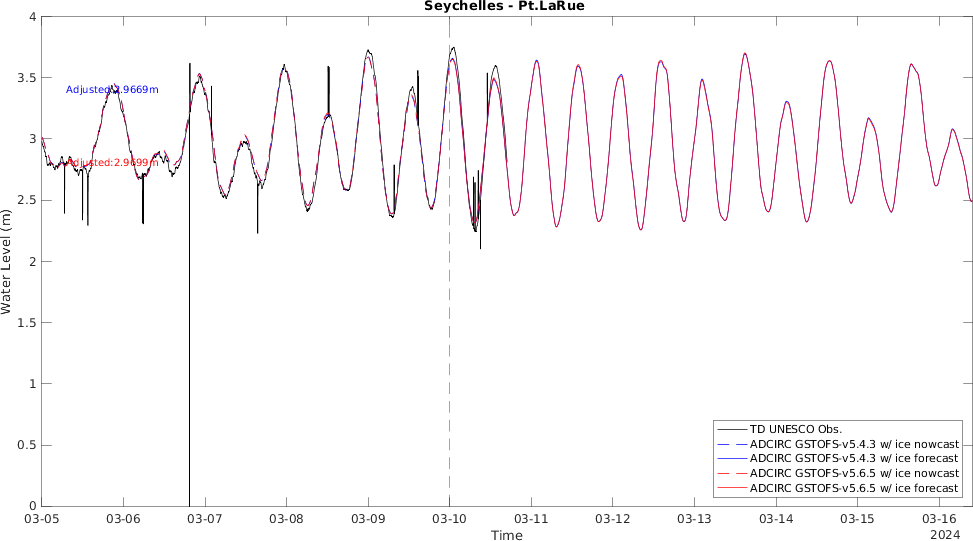 Seychelles - Pt.LaRue
4
3.5
3
2.5
2
1.5
1
0.5
0
Water Level (m)
Adjusted:2.9669m
Adjusted:2.9699m
TD UNESCO Obs.
ADCIRC GSTOFS-v5.4.3 w/ ice nowcast
ADCIRC GSTOFS-v5.4.3 w/ ice forecast
ADCIRC GSTOFS-v5.6.5 w/ ice nowcast
ADCIRC GSTOFS-v5.6.5 w/ ice forecast
03-05 03-06 03-07 03-08 03-09 03-10 03-11 03-12 03-13 03-14 03-15 03-16
Time
2024